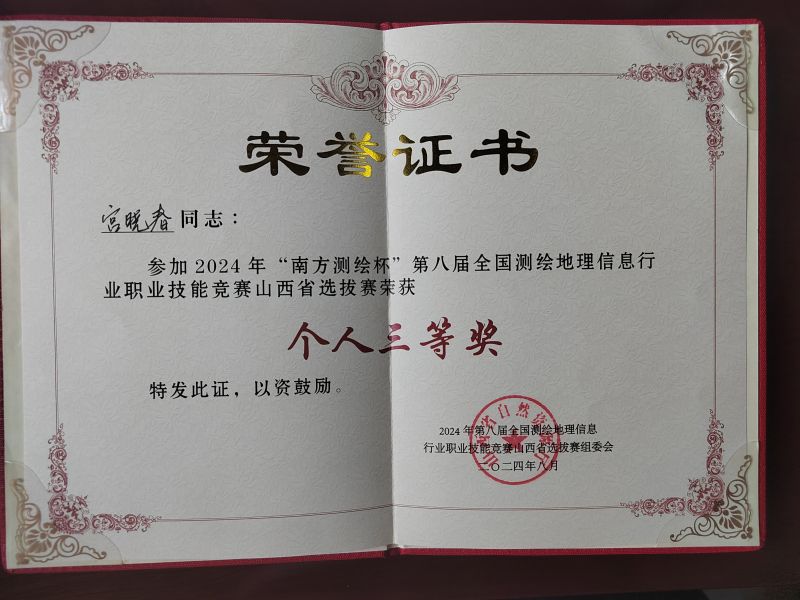 荣誉证书
宫晓春同志：
参加2024年“南方测绘杯”第八届全国测绘地理信息行
业职业技能竞赛山西省选拔赛荣获
个人三等奖
特发此证，以资鼓励。
2024年第八届全国测绘地理信息
行业职业技能竞赛山西省选拔赛组委会
二〇二四年八月